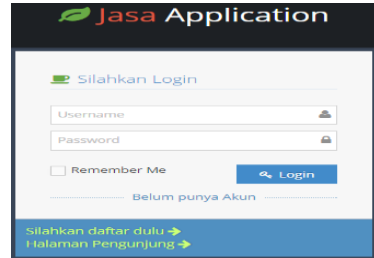 Jasa Application
Silahkan Login
Username
Password
Remember Me
Login
Belum punya Akun
Silahkan daftar dulu
Halaman Pengunjung